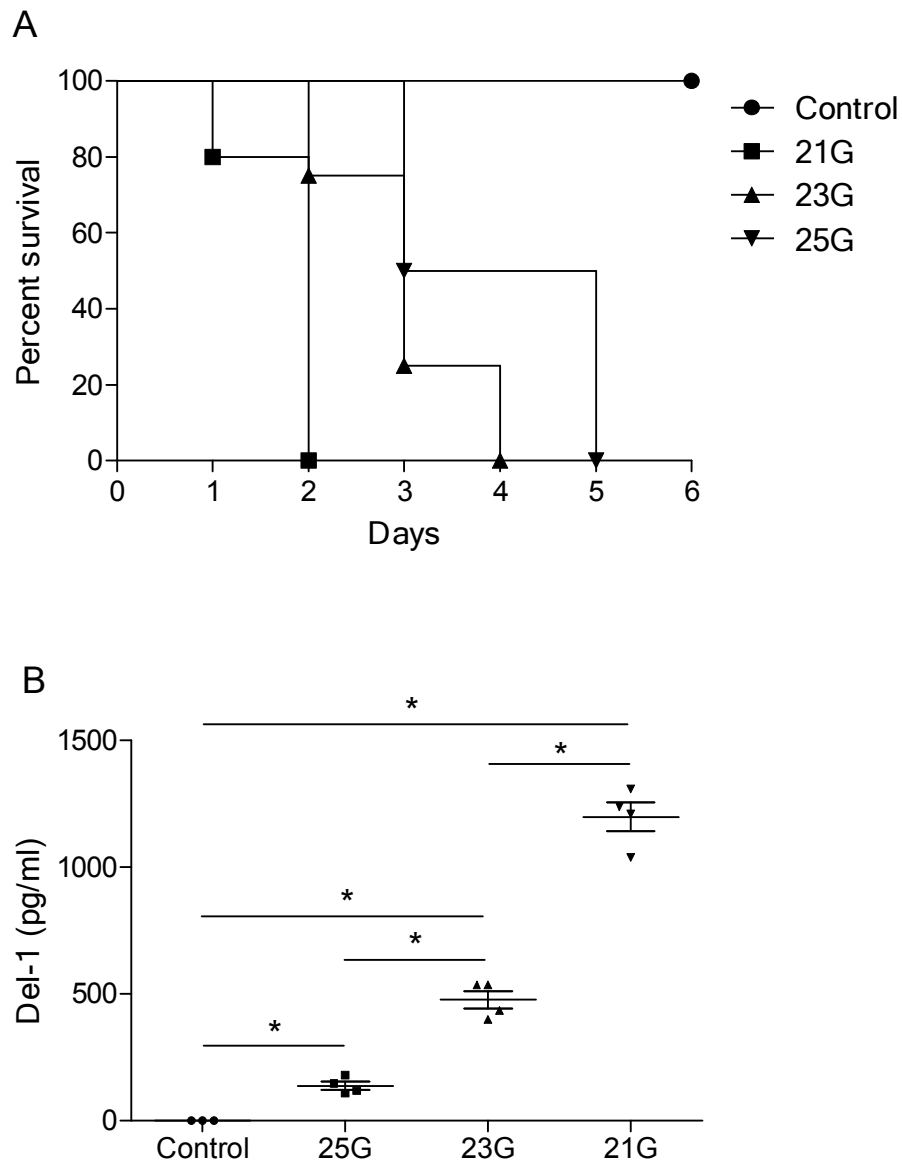 A
Percent survival
100
80
60
40
20
0
0 1 2 3 4 5 6
Days
Control
21G
23G
25G
B
Del-1 (pg/ml)
1500
1000
500
0
*
*
*
*
*
Control 25G 23G 21G